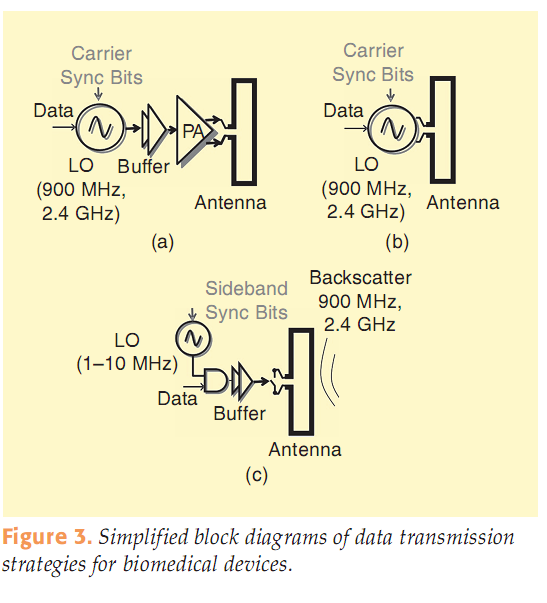 Carrier
Sync Bits
Data
PA
LO
Buffer
(900 MHz,
2.4 GHz)
Antenna
(a)
Carrier
Sync Bits
Data
LO
(900 MHz,
2.4 GHz)
Antenna
(b)
Sideband
Sync Bits
Backscatter
900 MHz,
2.4 GHz
LO
(1–10 MHz)
Data
Buffer
Antenna
(c)
Figure 3. Simplified block diagrams of data transmission
strategies for biomedical devices.